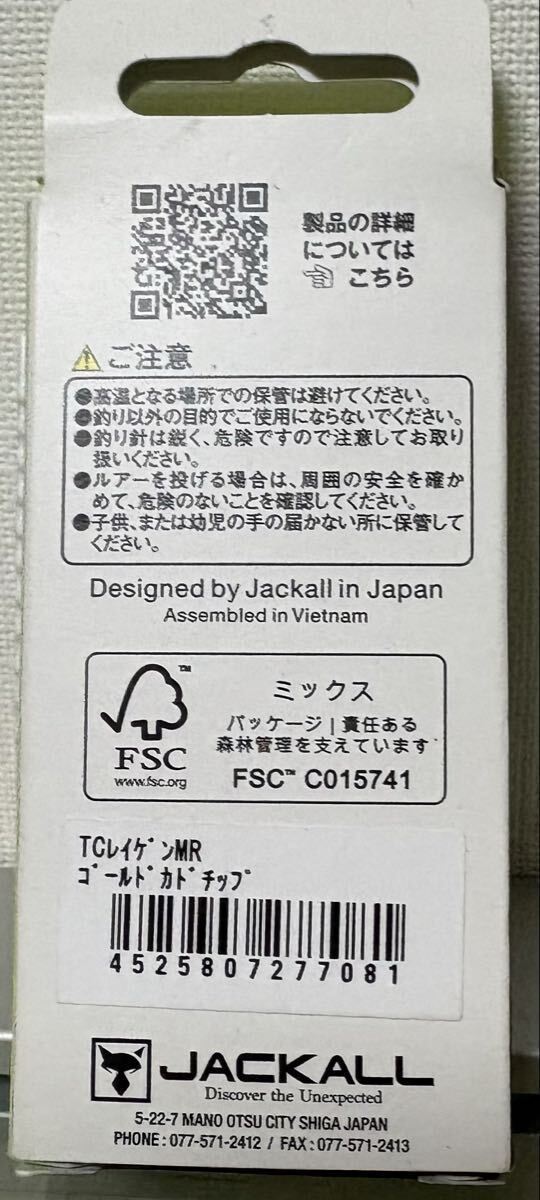 製品の詳細
については
☞ こちら
⚠ご注意
●高温となる場所での保管は避けてください。
●釣り以外の目的でご使用にならないでください。
●釣り針は鋭く、危険ですので注意してお取り
扱いください。
●ルアーを投げる場合は、周囲の安全を確か
めて、危険のないことを確認してください。
●子供、または幼児の手の届かない所に保管して
ください。
Designed by Jackall in Japan
Assembled in Vietnam
FSC
www.fsc.org
ミックス
パッケージ | 責任ある
森林管理を支えています
FSC™ C015741
TCレイゲンMR
ゴールドカドチップ
4525807277081
JACKALL
Discover the Unexpected
5-22-7 MANO OTSU CITY SHIGA JAPAN
PHONE : 077-571-2412 / FAX : 077-571-2413